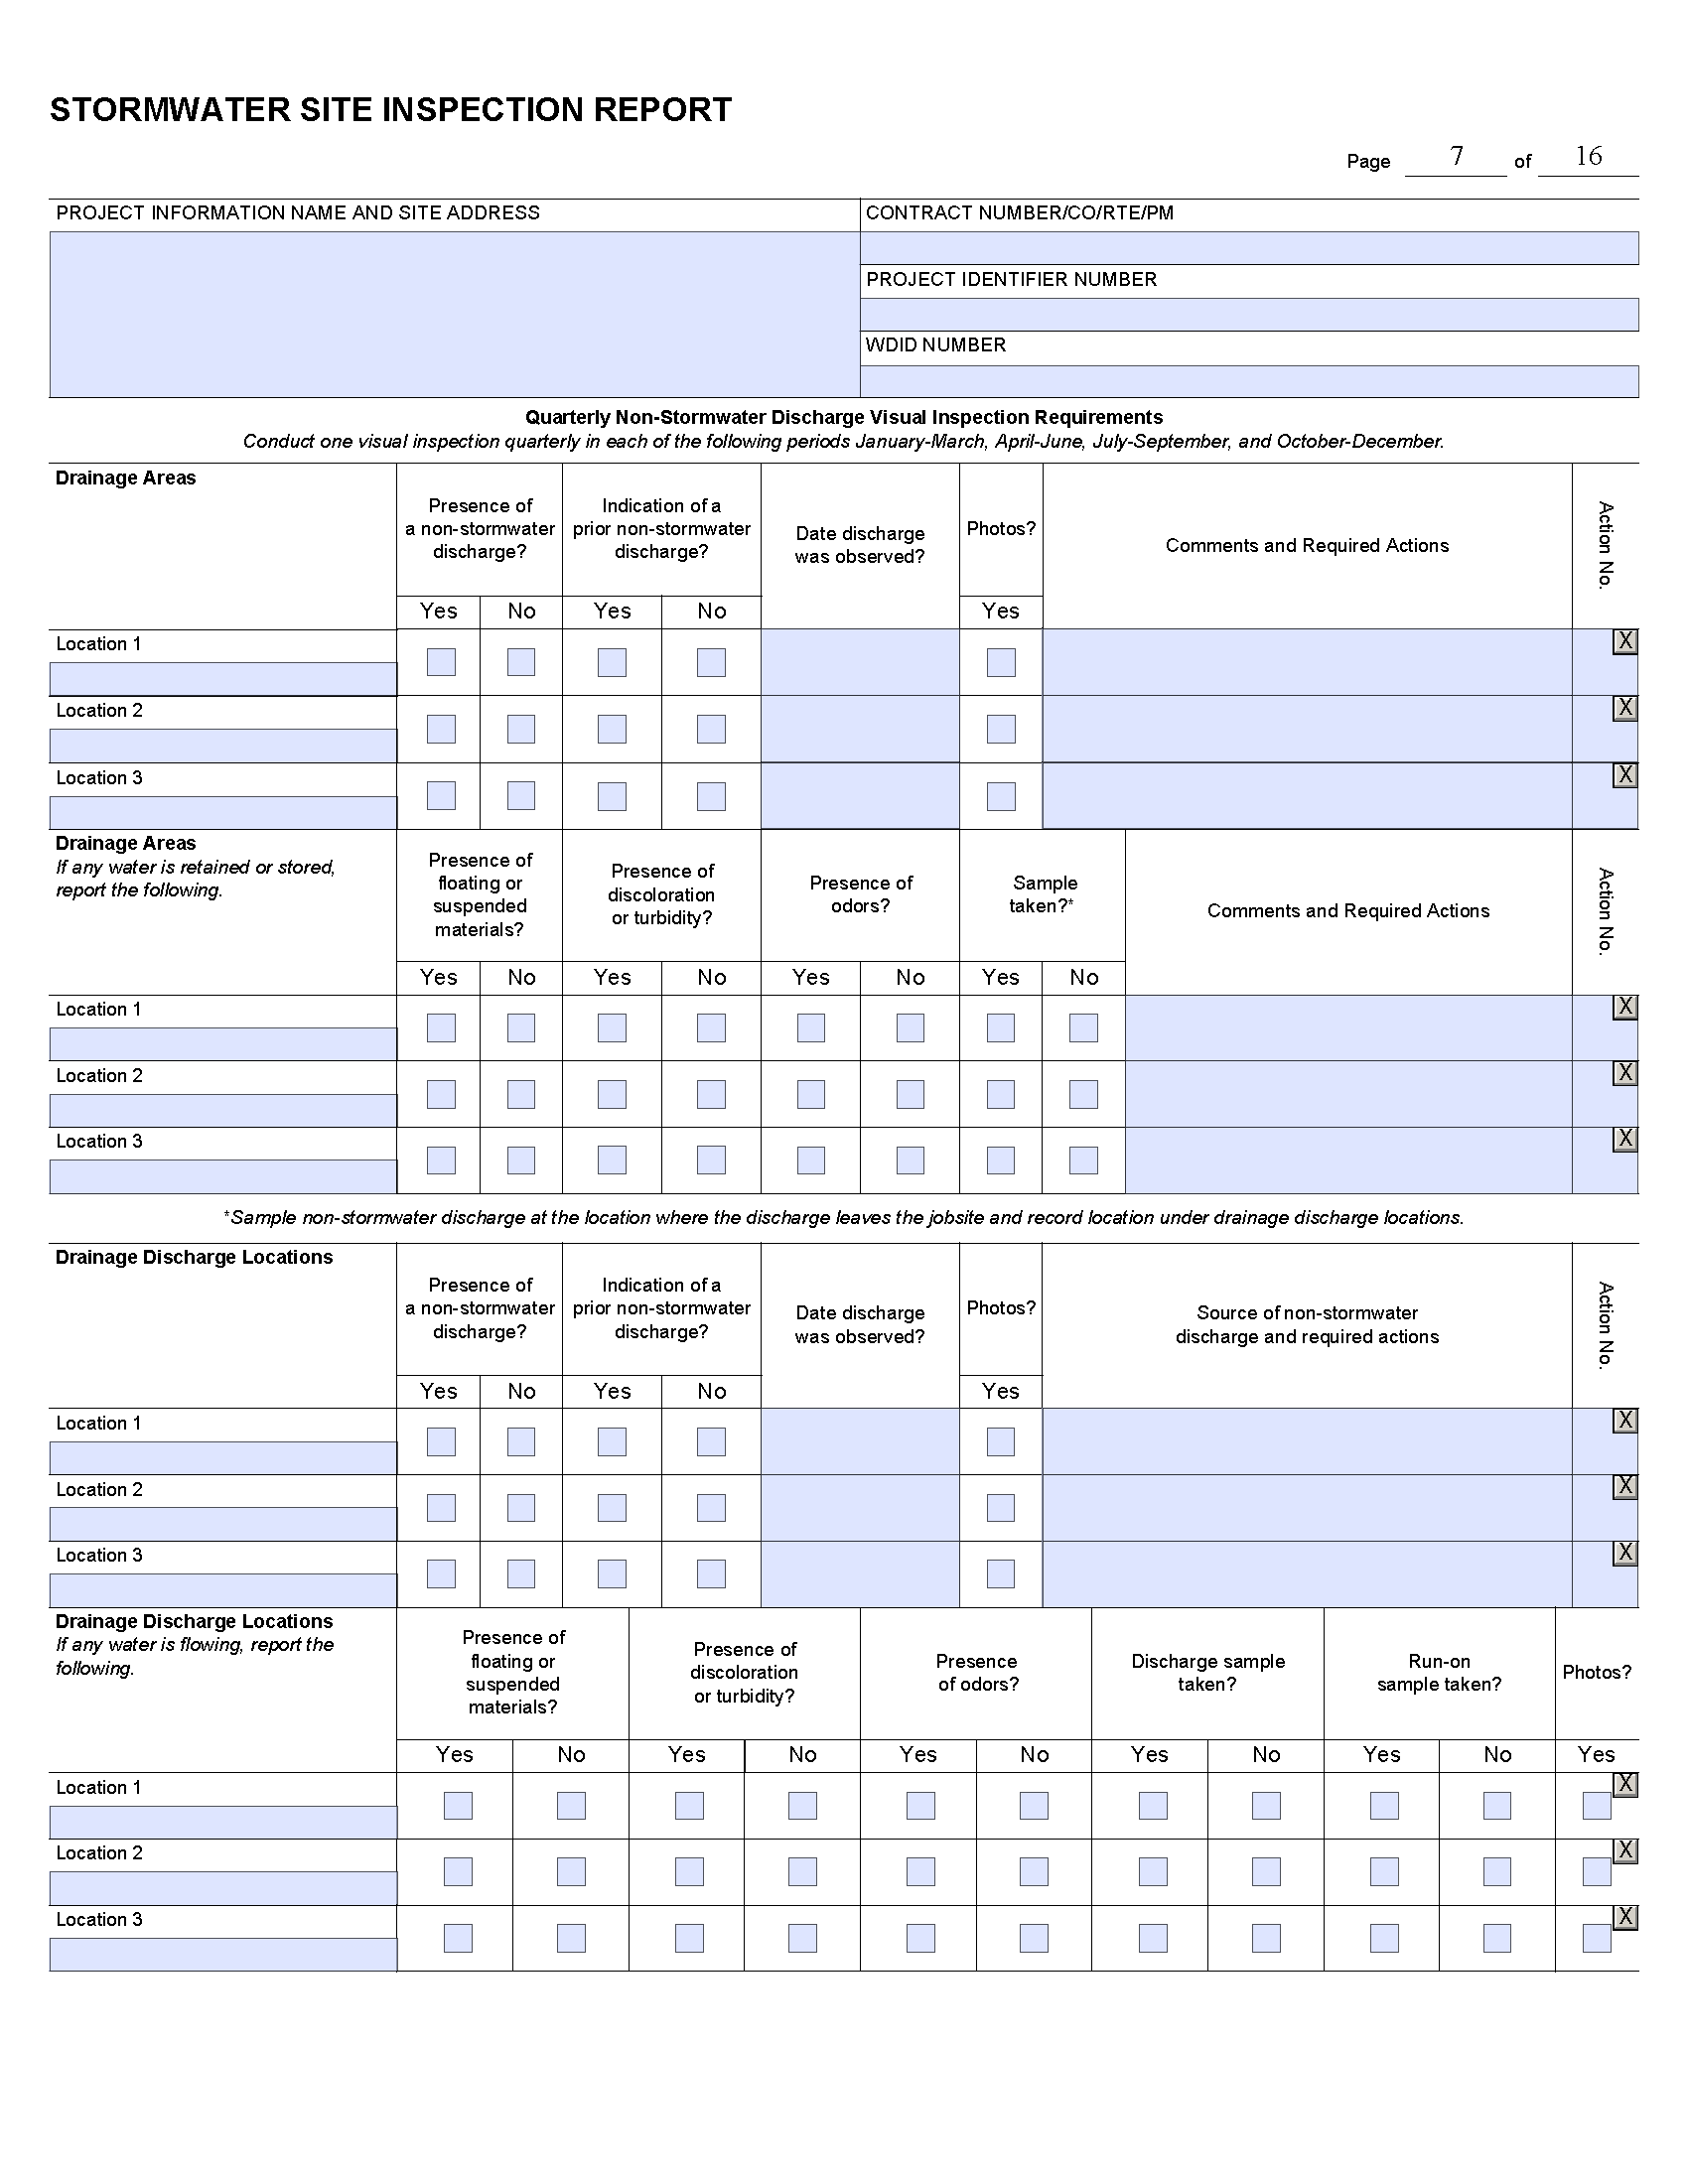 STORMWATER SITE INSPECTION REPORT
Page 7 of 16
PROJECT INFORMATION NAME AND SITE ADDRESS
CONTRACT NUMBER/CO/RTE/PM
PROJECT IDENTIFIER NUMBER
WDID NUMBER
Quarterly Non-Stormwater Discharge Visual Inspection Requirements
Conduct one visual inspection quarterly in each of the following periods January-March, April-June, July-September, and October-December.
Drainage Areas
Presence of
a non-stormwater
discharge?
Indication of a
prior non-stormwater
discharge?
Date discharge
was observed?
Photos?
Comments and Required Actions
Action No.
Yes No Yes No Yes
Location 1
X
Location 2
X
Location 3
X
Drainage Areas
If any water is retained or stored,
report the following.
Presence of
floating or
suspended
materials?
Presence of
discoloration
or turbidity?
Presence of
odors?
Sample
taken?*
Comments and Required Actions
Action No.
Yes No Yes No Yes No Yes No
Location 1
X
Location 2
X
Location 3
X
*Sample non-stormwater discharge at the location where the discharge leaves the jobsite and record location under drainage discharge locations.
Drainage Discharge Locations
Presence of
a non-stormwater
discharge?
Indication of a
prior non-stormwater
discharge?
Date discharge
was observed?
Photos?
Source of non-stormwater
discharge and required actions
Action No.
Yes No Yes No Yes
Location 1
X
Location 2
X
Location 3
X
Drainage Discharge Locations
If any water is flowing, report the
following.
Presence of
floating or
suspended
materials?
Presence of
discoloration
or turbidity?
Presence
of odors?
Discharge sample
taken?
Run-on
sample taken?
Photos?
Yes No Yes No Yes No Yes No Yes No Yes
Location 1
X
Location 2
X
Location 3
X